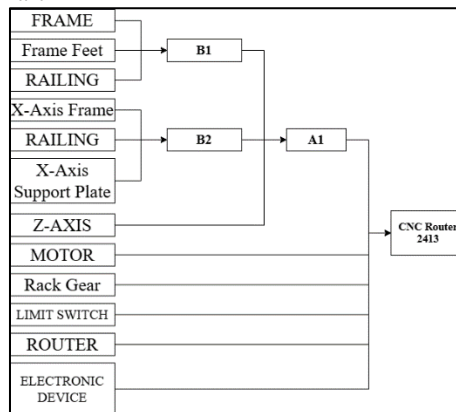 FRAME
Frame Feet
RAILING
X-Axis Frame
RAILING
X-Axis
Support Plate
Z-AXIS
MOTOR
Rack Gear
LIMIT SWITCH
ROUTER
ELECTRONIC
DEVICE
B1
B2
A1
CNC Router
2413